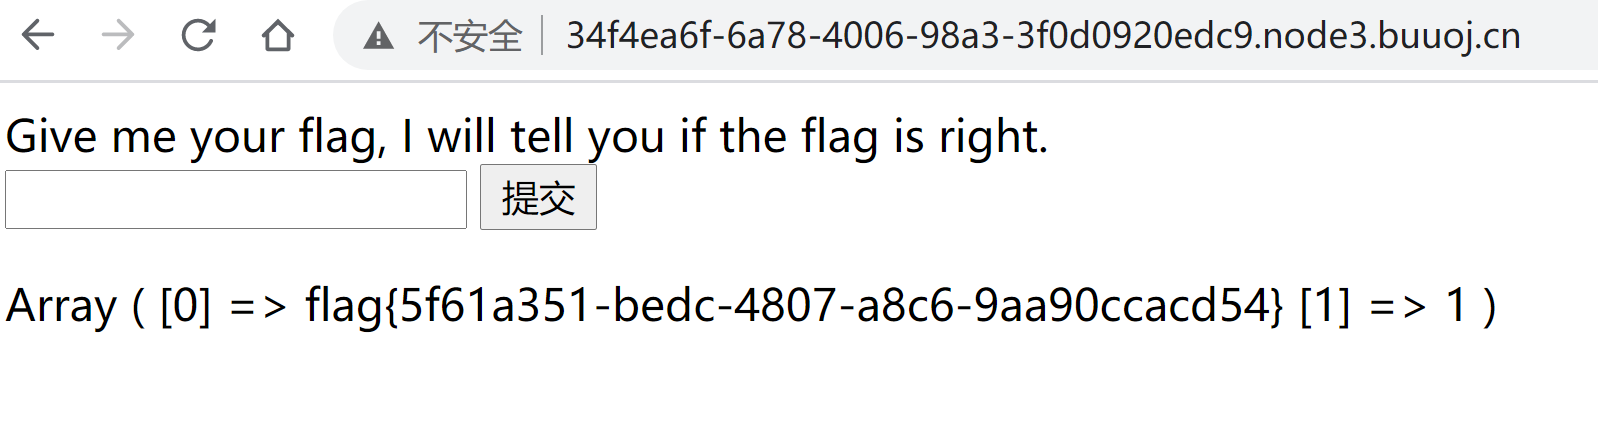 不安全 34f4ea6f-6a78-4006-98a3-3f0d0920edc9.node3.buuoj.cn
Give me your flag, I will tell you if the flag is right.
提交
Array ( [0] => flag{5f61a351-bedc-4807-a8c6-9aa90ccacd54} [1] => 1 )